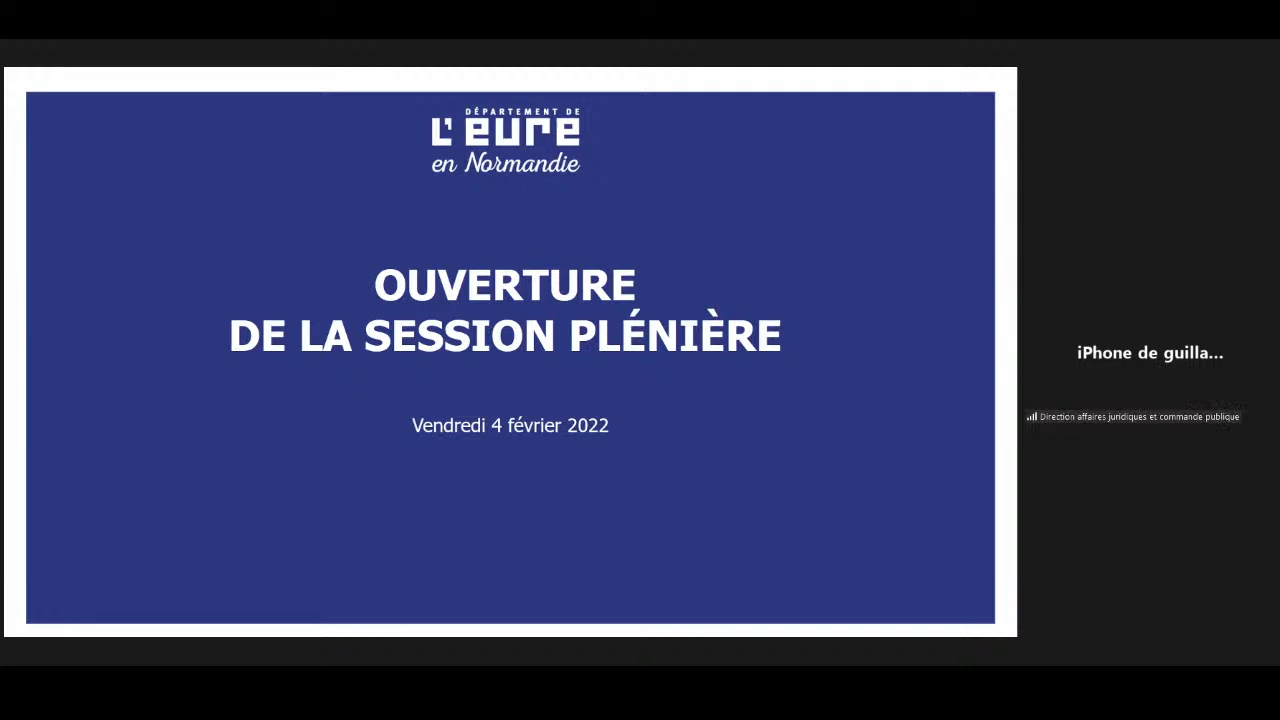 DÉPARTEMENT DE
L'eure
en Normandie
OUVERTURE
DE LA SESSION PLÉNIÈRE
Vendredi 4 février 2022
iPhone de guilla...
Direction affaires juridiques et commande publique